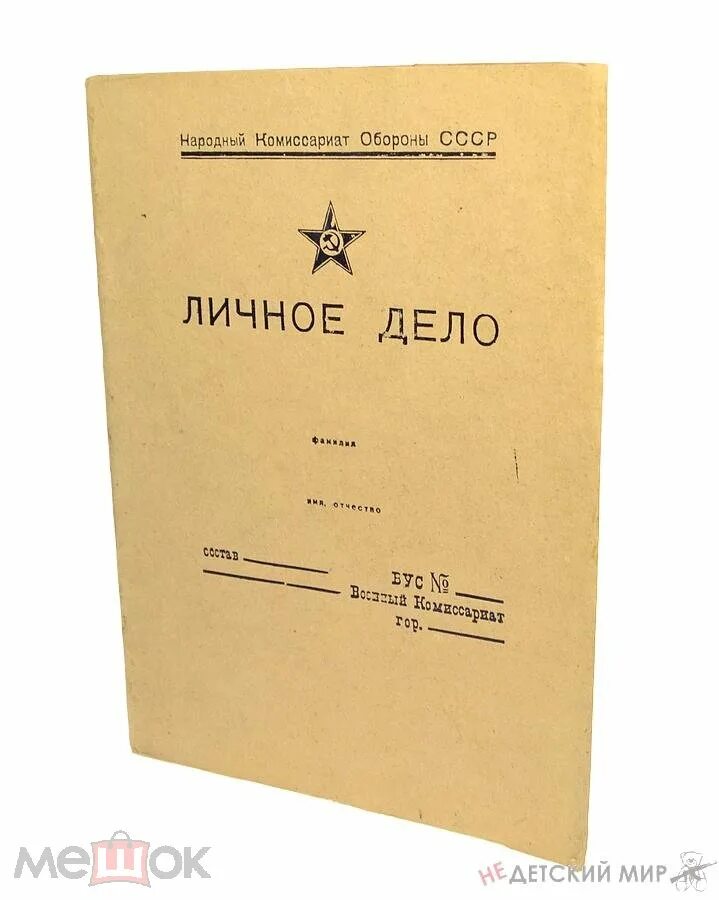 Народный Комиссариат Обороны СССР
ЛИЧНОЕ ДЕЛО
фамилия
имя, отчество
состав
БУС №
Военный Комиссариат
гор.
мешок
НЕДЕТСКИЙ МИР